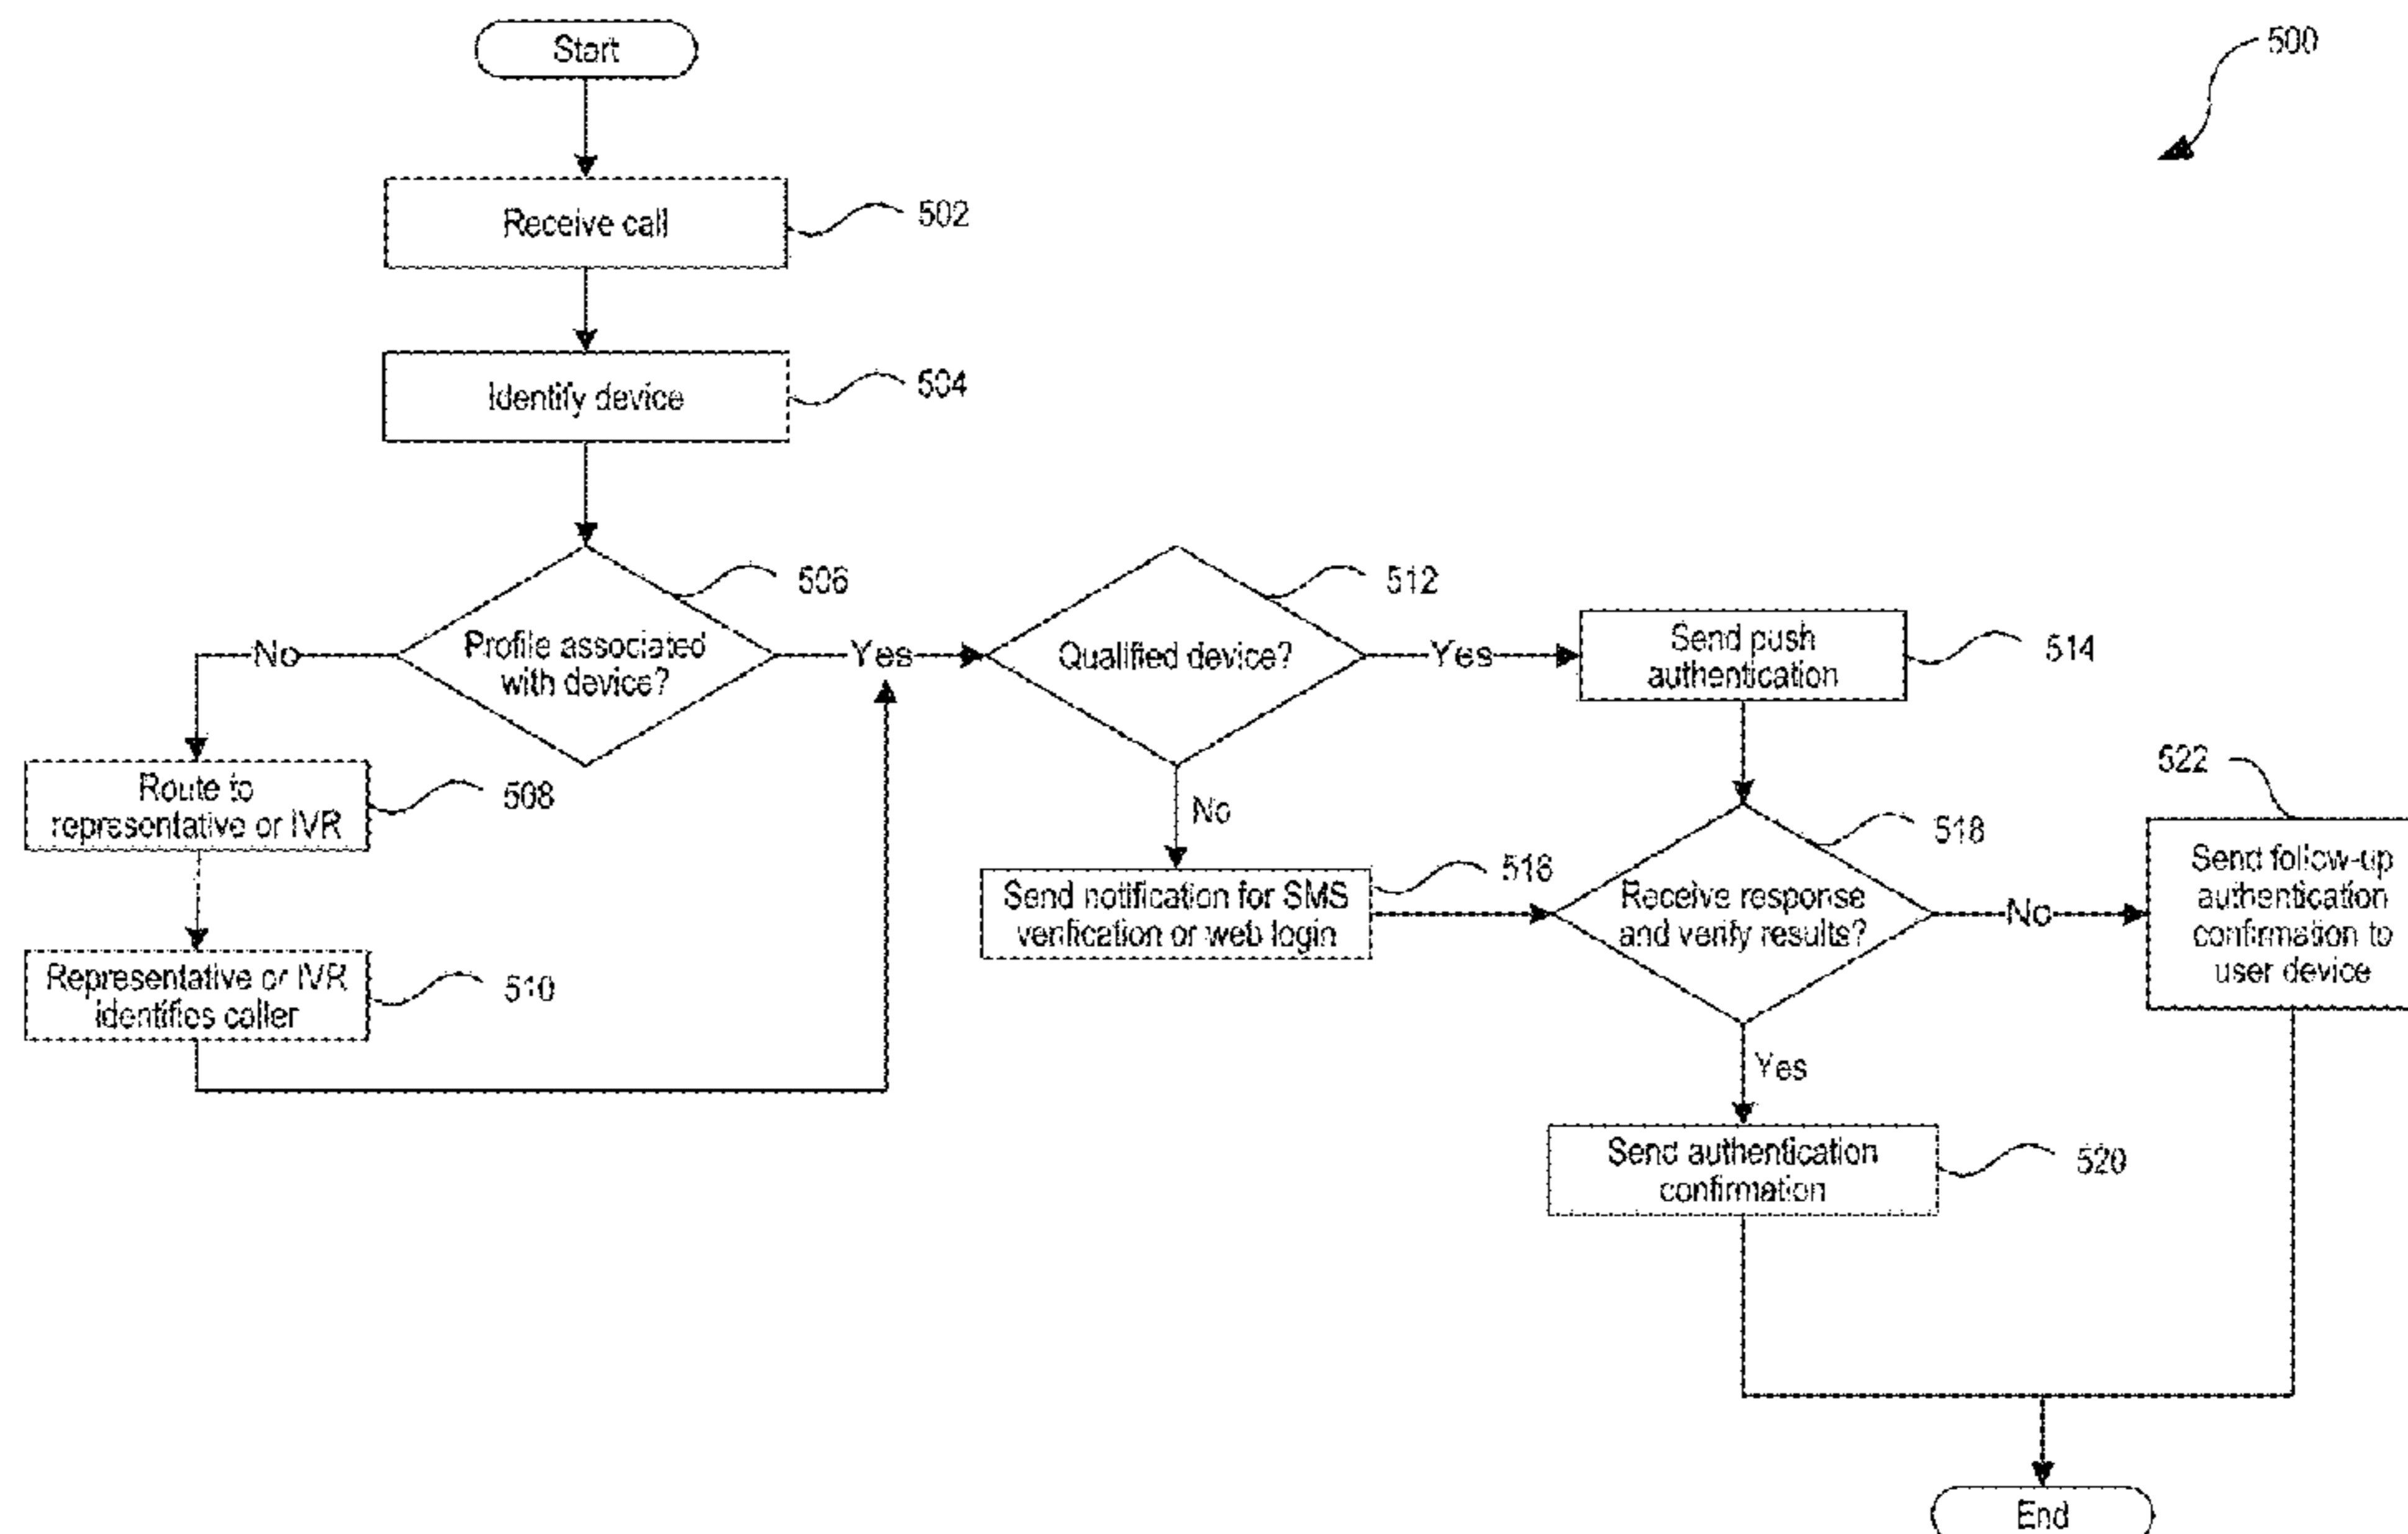 Start
500
Receive call
502
Identify device
504
Profile associated
with device?
506
No
Yes
Qualified device?
512
Yes
No
Send push
authentication
514
Route to
representative or IVR
508
Representative or IVR
identifies caller
510
Send notification for SMS
verification or web login
516
Receive response
and verify results?
518
No
Yes
522
Send follow-up
authentication
confirmation to
user device
Send authentication
confirmation
520
End